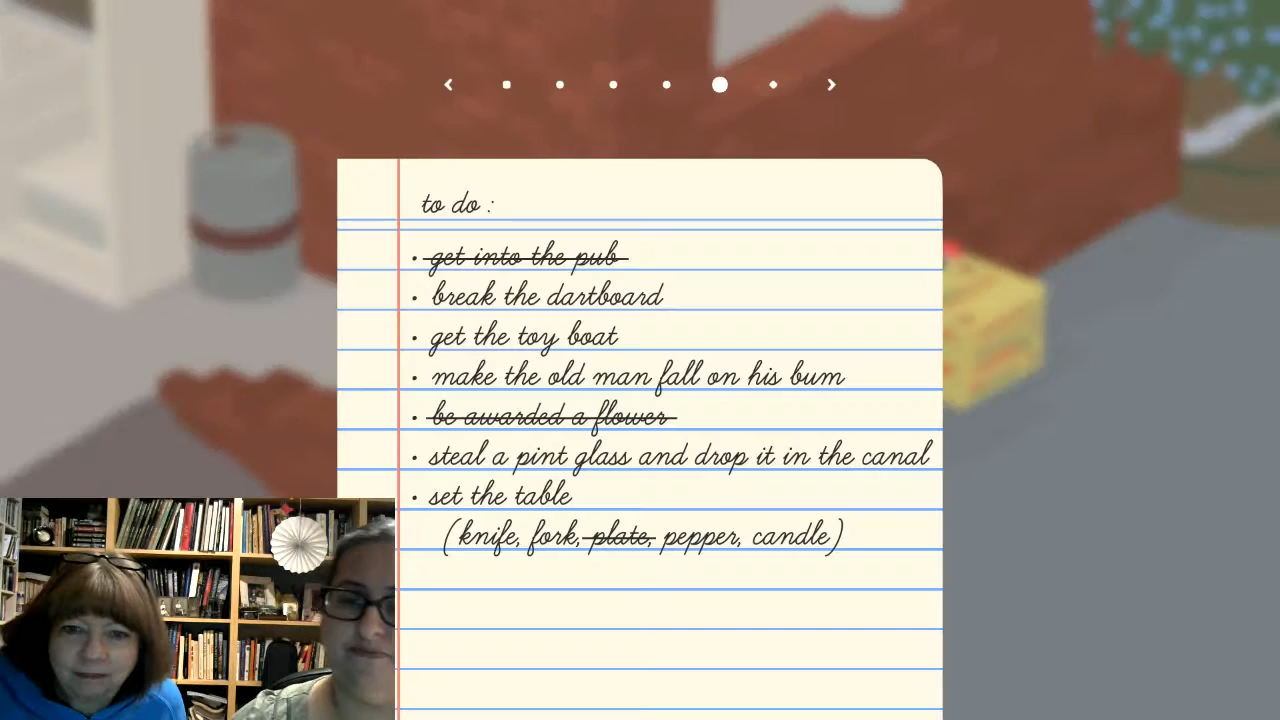 to do :
• get into the pub
• break the dartboard
• get the toy boat
• make the old man fall on his bum
• be awarded a flower
• steal a pint glass and drop it in the canal
• set the table
(knife, fork, plate, pepper, candle)